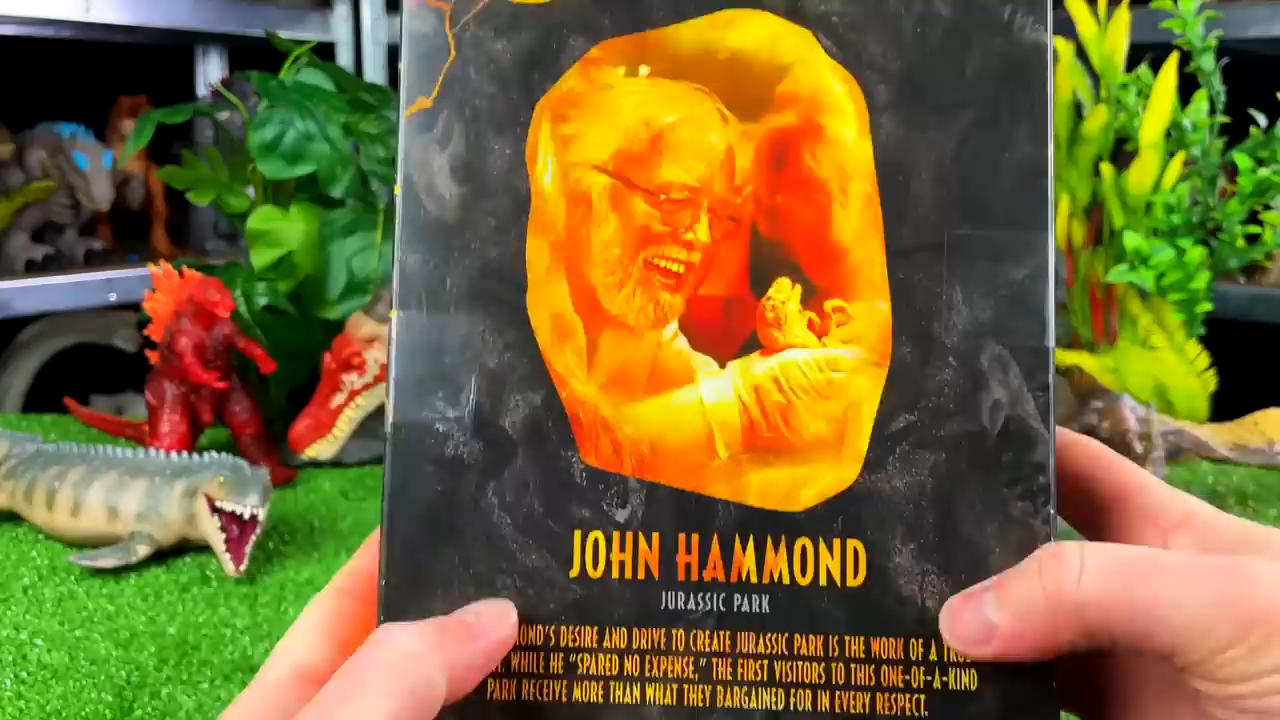 JOHN HAMMOND
JURASSIC PARK
DESIRE AND DRIVE TO CREATE JURASSIC PARK IS THE WORK OF A
WHILE HE "SPARED NO EXPENSE," THE FIRST VISITORS TO THIS ONE-OF-A-KIND
PARK RECEIVE MORE THAN WHAT THEY BARGAINED FOR IN EVERY RESPECT.